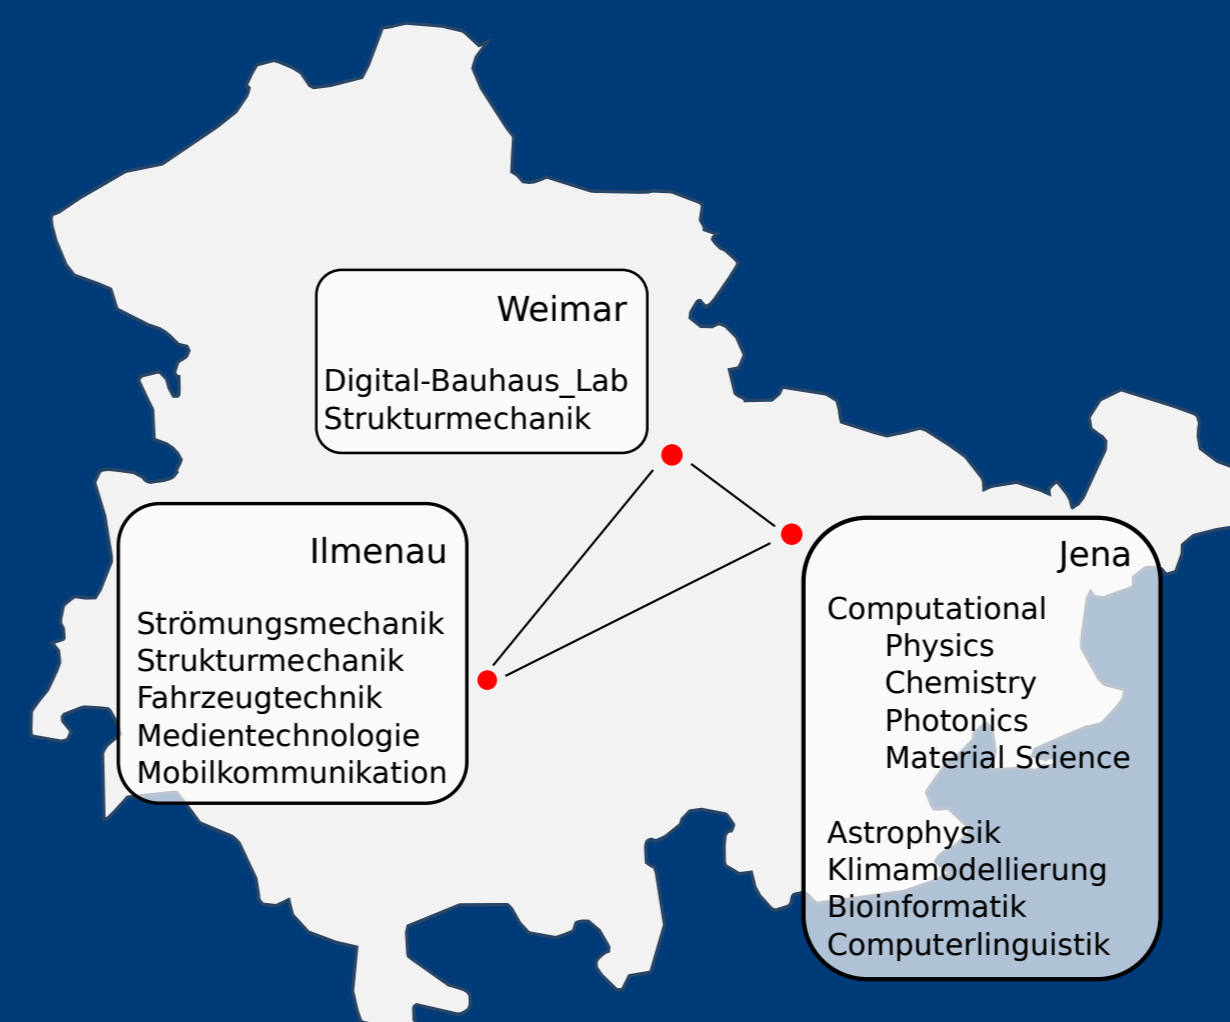 Weimar
Digital-Bauhaus_Lab
Strukturmechanik
Ilmenau
Strömungsmechanik
Strukturmechanik
Fahrzeugtechnik
Medientechnologie
Mobilkommunikation
Jena
Computational
Physics
Chemistry
Photonics
Material Science
Astrophysik
Klimamodellierung
Bioinformatik
Computerlinguistik